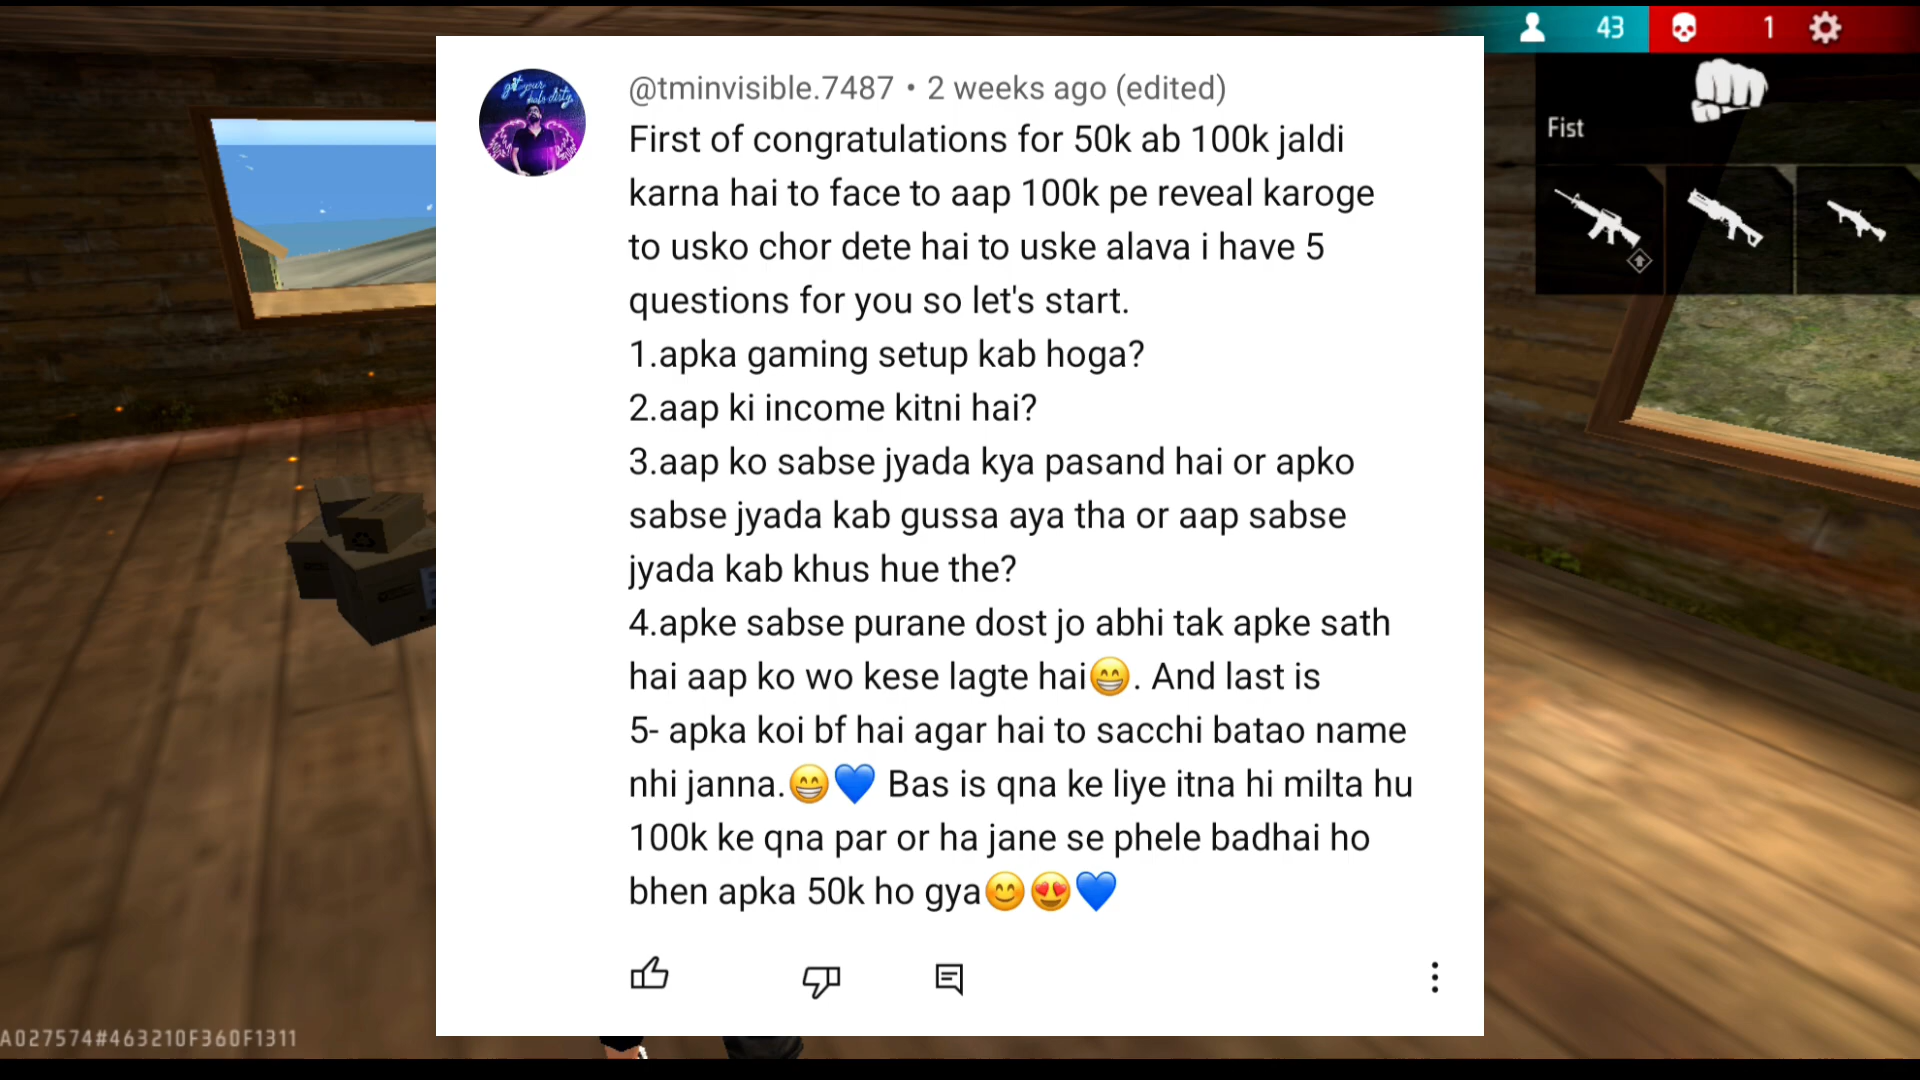 43
1
Fist
get your
halo dirty
@tminvisible.7487 • 2 weeks ago (edited)
First of congratulations for 50k ab 100k jaldi
karna hai to face to aap 100k pe reveal karoge
to usko chor dete hai to uske alava i have 5
questions for you so let's start.
1.apka gaming setup kab hoga?
2.aap ki income kitni hai?
3.aap ko sabse jyada kya pasand hai or apko
sabse jyada kab gussa aya tha or aap sabse
jyada kab khus hue the?
4.apke sabse purane dost jo abhi tak apke sath
hai aap ko wo kese lagte hai😁. And last is
5- apka koi bf hai agar hai to sacchi batao name
nhi janna.😁💙 Bas is qna ke liye itna hi milta hu
100k ke qna par or ha jane se phele badhai ho
bhen apka 50k ho gya😊😍💙
A027574#463210F360F1311